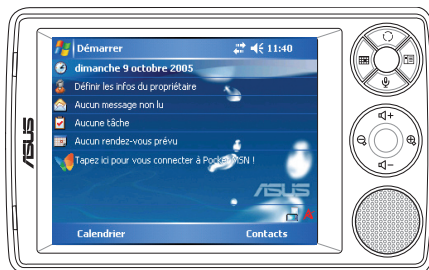 Démarrer 11:40
dimanche 9 octobre 2005
Définir les infos du propriétaire
Aucun message non lu
Aucune tâche
Aucun rendez-vous prévu
Tapez ici pour vous connecter à Pocket MSN !
ASUS
Calendrier Contacts
ASUS